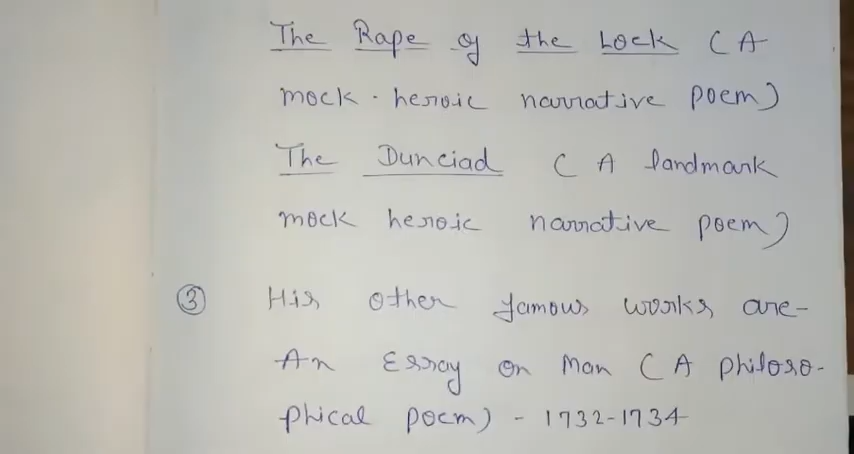 The Rape of the Lock (A
mock-heroic narrative poem)
The Dunciad (A landmark
mock heroic narrative poem)
③ His other famous works are-
An Essay on Man (A philoso-
phical poem) - 1732-1734